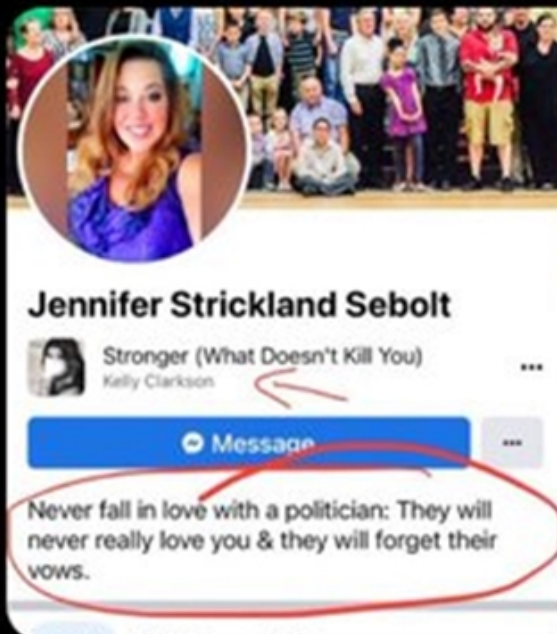 Jennifer Strickland Sebolt
Stronger (What Doesn't Kill You)
Kelly Clarkson
Message
Never fall in love with a politician: They will
never really love you & they will forget their
vows.